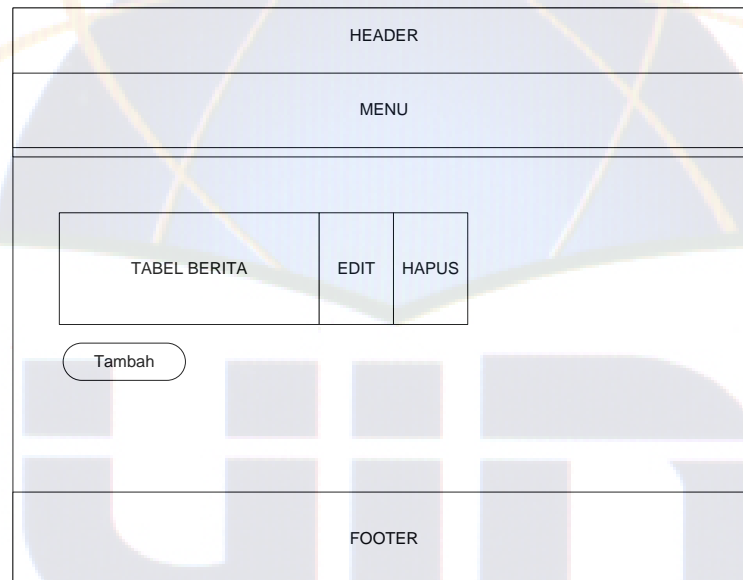 HEADER
MENU
TABEL BERITA
EDIT
HAPUS
Tambah
FOOTER